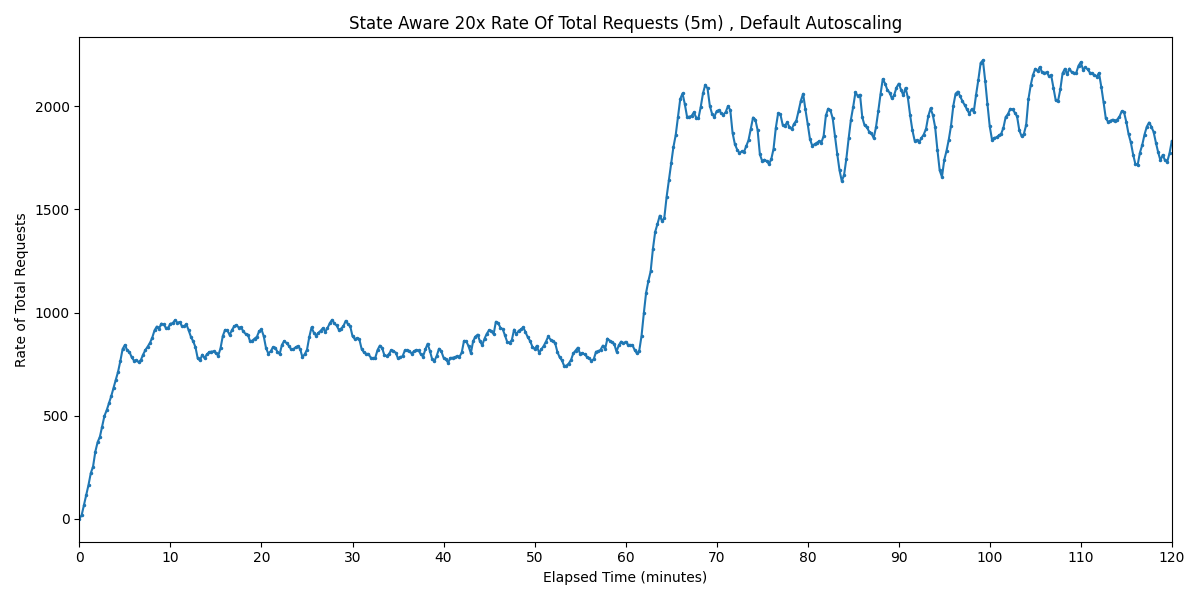 State Aware 20x Rate Of Total Requests (5m) , Default Autoscaling
Rate of Total Requests
2000
1500
1000
500
0
0 10 20 30 40 50 60 70 80 90 100 110 120
Elapsed Time (minutes)